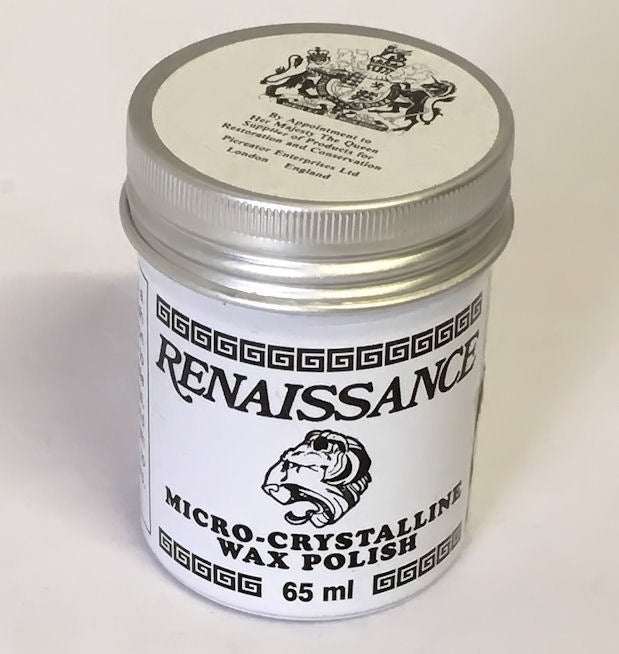 By Appointment to
Her Majesty The Queen
Supplier of Products for
Restoration and Conservation
Picreator Enterprises Ltd
London England
RENAISSANCE
MICRO-CRYSTALLINE
WAX POLISH
65 ml